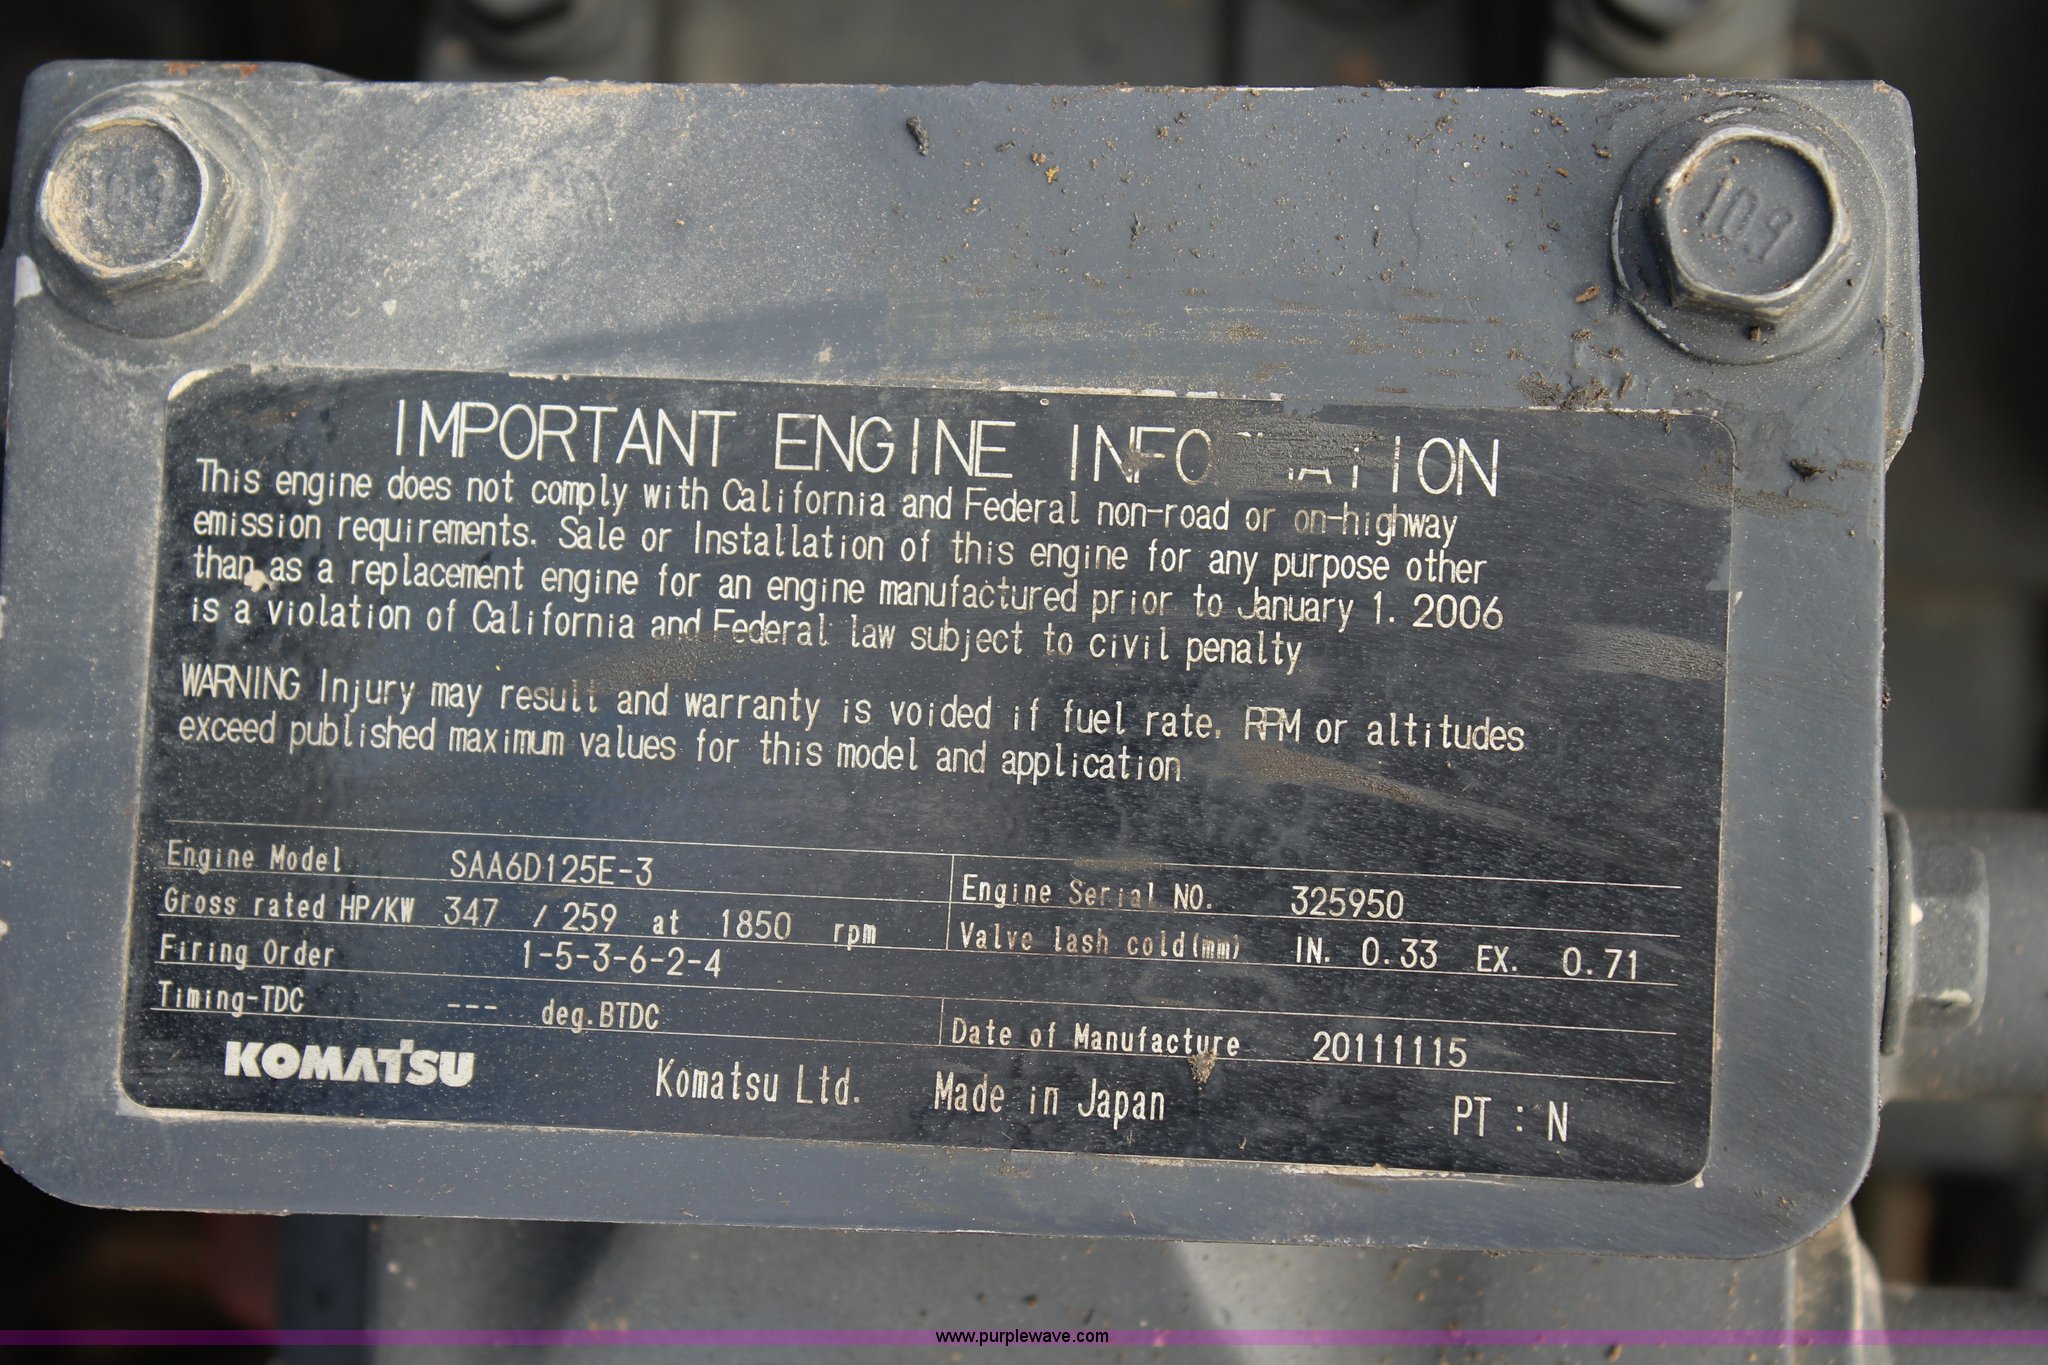 10.9
10.9
IMPORTANT ENGINE INFORMATION
This engine does not comply with California and Federal non-road or on-highway
emission requirements. Sale or Installation of this engine for any purpose other
than as a replacement engine for an engine manufactured prior to January 1. 2006
is a violation of California and Federal law subject to civil penalty
WARNING Injury may result and warranty is voided if fuel rate, RPM or altitudes
exceed published maximum values for this model and application
Engine Model SAA6D125E-3 Engine Serial NO. 325950
Gross rated HP/KW 347 / 259 at 1850 rpm Valve lash cold(mm) IN. 0.33 EX. 0.71
Firing Order 1-5-3-6-2-4
Timing-TDC --- deg.BTDC Date of Manufacture 20111115
KOMATSU Komatsu Ltd. Made in Japan PT : N
www.purplewave.com